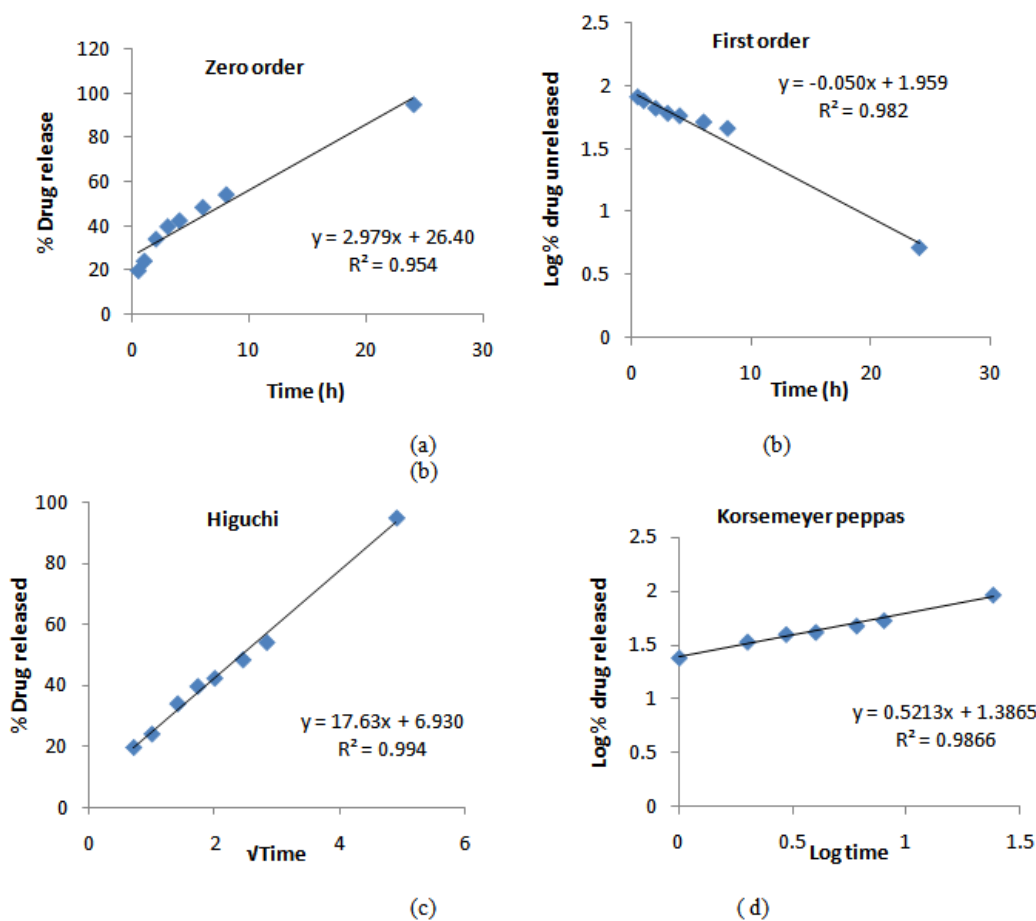 Zero order
% Drug release
120
100
80
60
40
20
0
y = 2.979x + 26.40
R² = 0.954
0 10 20 30
Time (h)
(a)
(b)
First order
Log % drug unreleased
2.5
2
1.5
1
0.5
0
y = -0.050x + 1.959
R² = 0.982
0 10 20 30
Time (h)
(b)
Higuchi
% Drug released
100
80
60
40
20
0
y = 17.63x + 6.930
R² = 0.994
0 2 4 6
√Time
(c)
Korsemeyer peppas
Log % drug released
2.5
2
1.5
1
0.5
0
y = 0.5213x + 1.3865
R² = 0.9866
0 0.5 1 1.5
Log time
( d)